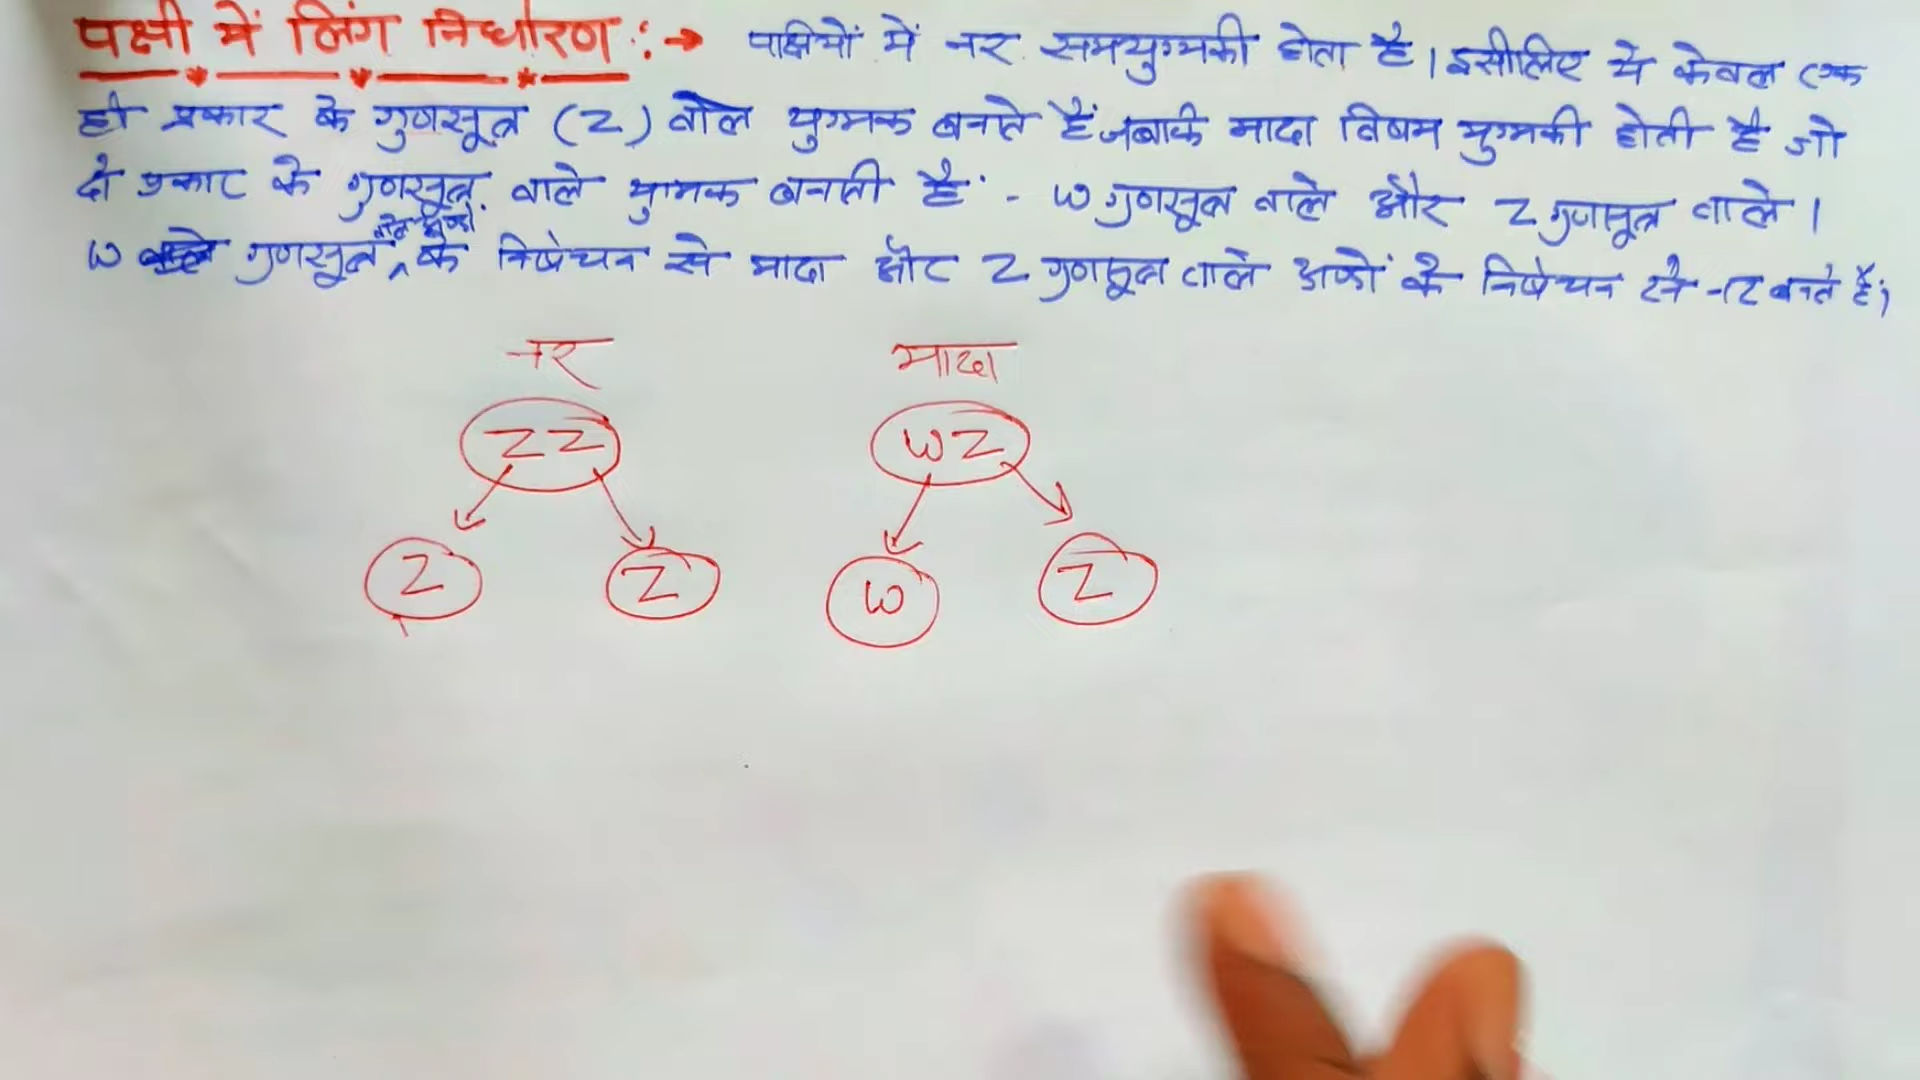 पक्षी में लिंग निर्धारण :→ पक्षियों में नर समयुग्मकी होता है। इसीलिए ये केवल एक
ही प्रकार के गुणसूत्र (Z) वाले युग्मक बनाते हैं जबकि मादा विषम युग्मकी होती है जो
दो प्रकार के गुणसूत्र वाले युग्मक बनाती है - W गुणसूत्र वाले और Z गुणसूत्र वाले।
वाले अण्डों
W गुणसूत्र ^ के निषेचन से मादा और Z गुणसूत्र वाले अण्डों के निषेचन से नर बनते हैं।
नर मादा
ZZ WZ
Z Z W Z